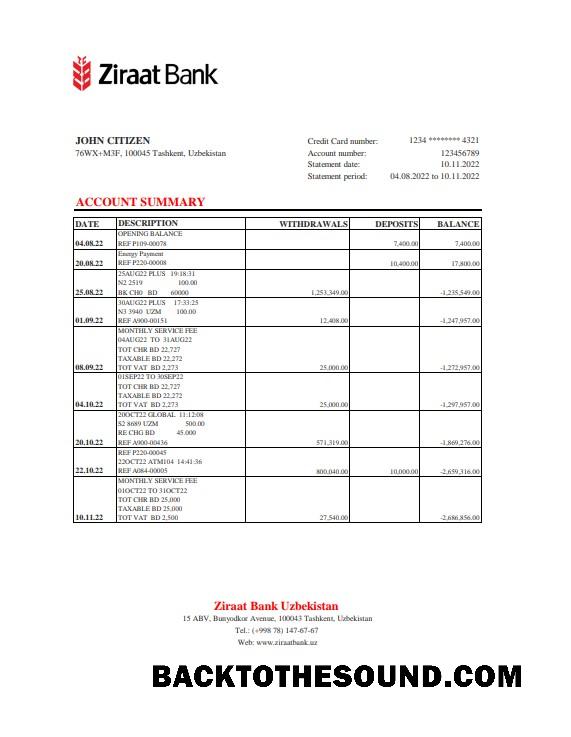 Ziraat Bank
JOHN CITIZEN
76WX+M3F, 100045 Tashkent, Uzbekistan
Credit Card number: 1234 ******** 4321
Account number: 123456789
Statement date: 10.11.2022
Statement period: 04.08.2022 to 10.11.2022
ACCOUNT SUMMARY
DATE DESCRIPTION WITHDRAWALS DEPOSITS BALANCE
OPENING BALANCE
04.08.22 REF P109-00078 7,400.00 7,400.00
Energy Payment
20.08.22 REF P220-00008 10,400.00 17,800.00
25AUG22 PLUS 19:18:31
N2 2519 100.00
25.08.22 BK CH0 BD 60000 1,253,349.00 -1,235,549.00
30AUG22 PLUS 17:33:25
N3 3940 UZM 100.00
01.09.22 REF A900-00151 12,408.00 -1,247,957.00
MONTHLY SERVICE FEE
04AUG22 TO 31AUG22
TOT CHR BD 22,727
TAXABLE BD 22,272
08.09.22 TOT VAT BD 2,273 25,000.00 -1,272,957.00
01SEP22 TO 30SEP22
TOT CHR BD 22,727
TAXABLE BD 22,272
04.10.22 TOT VAT BD 2,273 25,000.00 -1,297,957.00
20OCT22 GLOBAL 11:12:08
S2 8689 UZM 500.00
RE CHG BD 45.000
20.10.22 REF A900-00436 571,319.00 -1,869,276.00
REF P220-00045
22OCT22 ATM104 14:41:36
22.10.22 REF A084-00005 800,040.00 10,000.00 -2,659,316.00
MONTHLY SERVICE FEE
01OCT22 TO 31OCT22
TOT CHR BD 25,000
TAXABLE BD 25,000
10.11.22 TOT VAT BD 2,500 27,540.00 -2,686,856.00
Ziraat Bank Uzbekistan
15 ABV, Bunyodkor Avenue, 100043 Tashkent, Uzbekistan
Tel.: (+998 78) 147-67-67
Web: www.ziraatbank.uz
BACKTOTHESOUND.COM